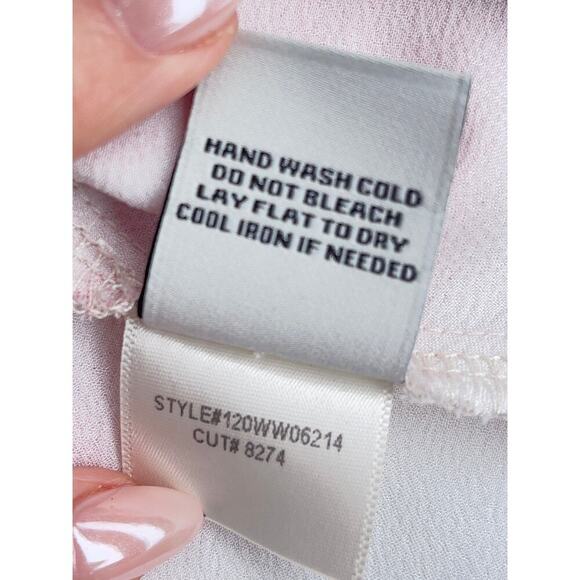 HAND WASH COLD
DO NOT BLEACH
LAY FLAT TO DRY
COOL IRON IF NEEDED
STYLE#120WW06214
CUT# 8274